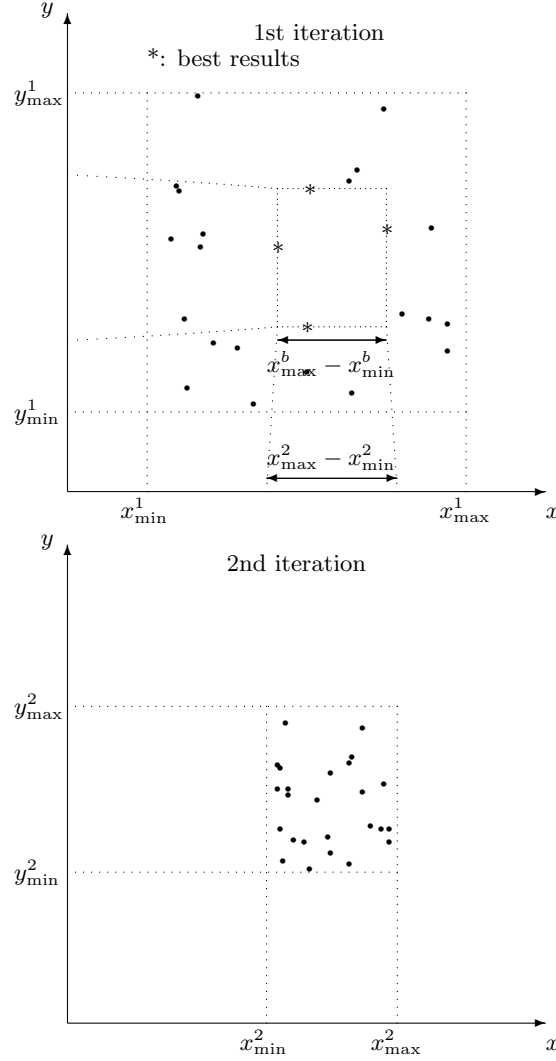 y
1st iteration
*: best results
y^1_max
x^b_max − x^b_min
y^1_min
x^2_max − x^2_min
x^1_min
x^1_max
x
y
2nd iteration
y^2_max
y^2_min
x^2_min
x^2_max
x